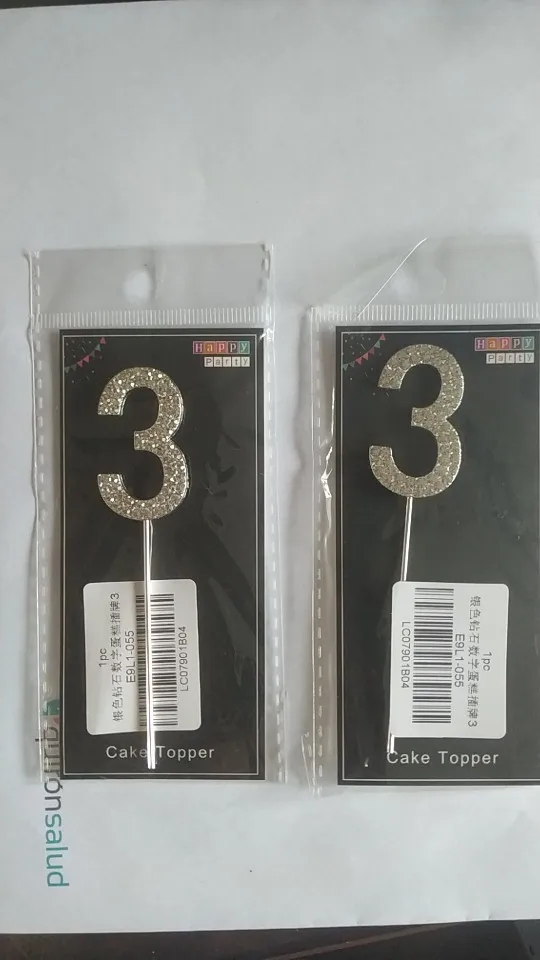 Happy
Party
3
1pc
银色钻石数字蛋糕插牌3
E9L1-055
LC07901B04
Cake Topper
Happy
Party
3
银色钻石数字蛋糕插牌3
1pc
E9L1-055
LC07901B04
Cake Topper
quirónsalud